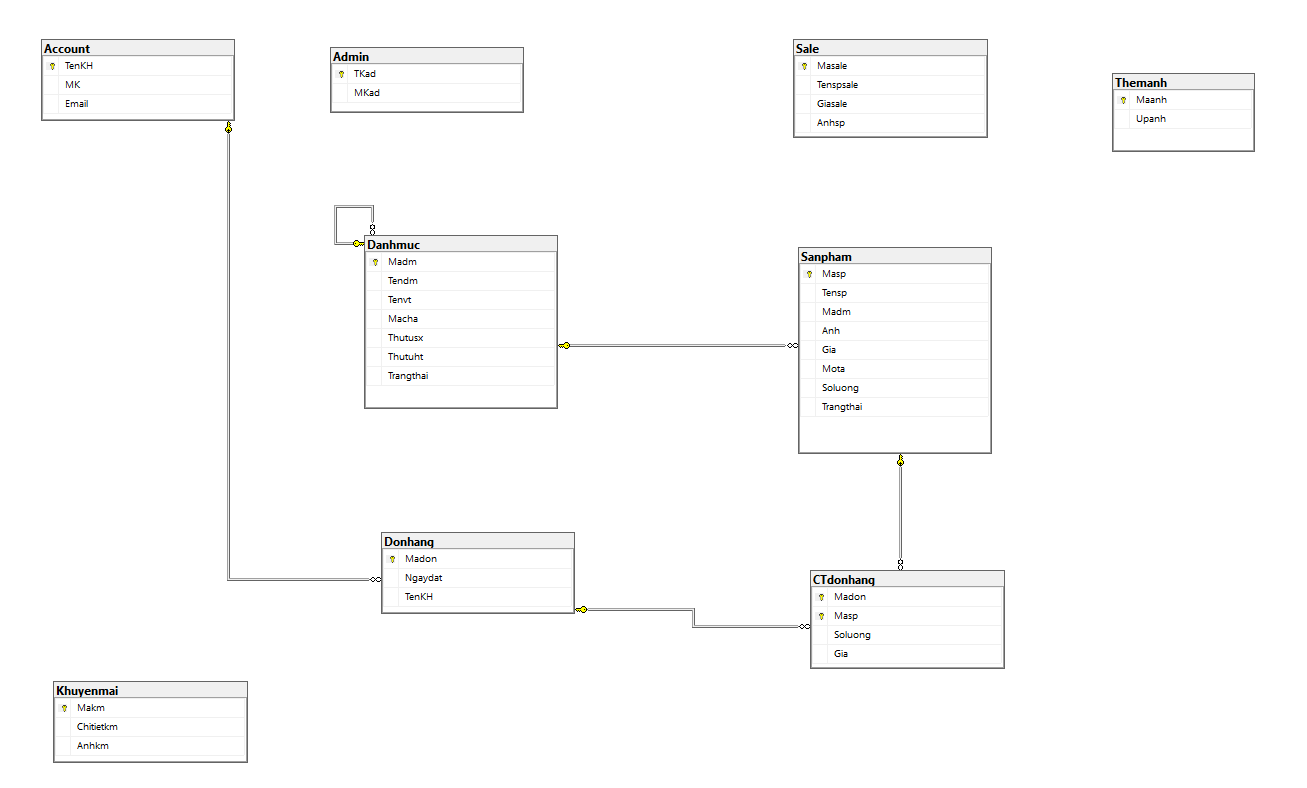 Account
TenKH
MK
Email
Admin
TKad
MKad
Sale
Masale
Tenspsale
Giasale
Anhsp
Themanh
Maanh
Upanh
Danhmuc
Madm
Tendm
Tenvt
Macha
Thutusx
Thutuht
Trangthai
Sanpham
Masp
Tensp
Madm
Anh
Gia
Mota
Soluong
Trangthai
Donhang
Madon
Ngaydat
TenKH
CTdonhang
Madon
Masp
Soluong
Gia
Khuyenmai
Makm
Chitietkm
Anhkm